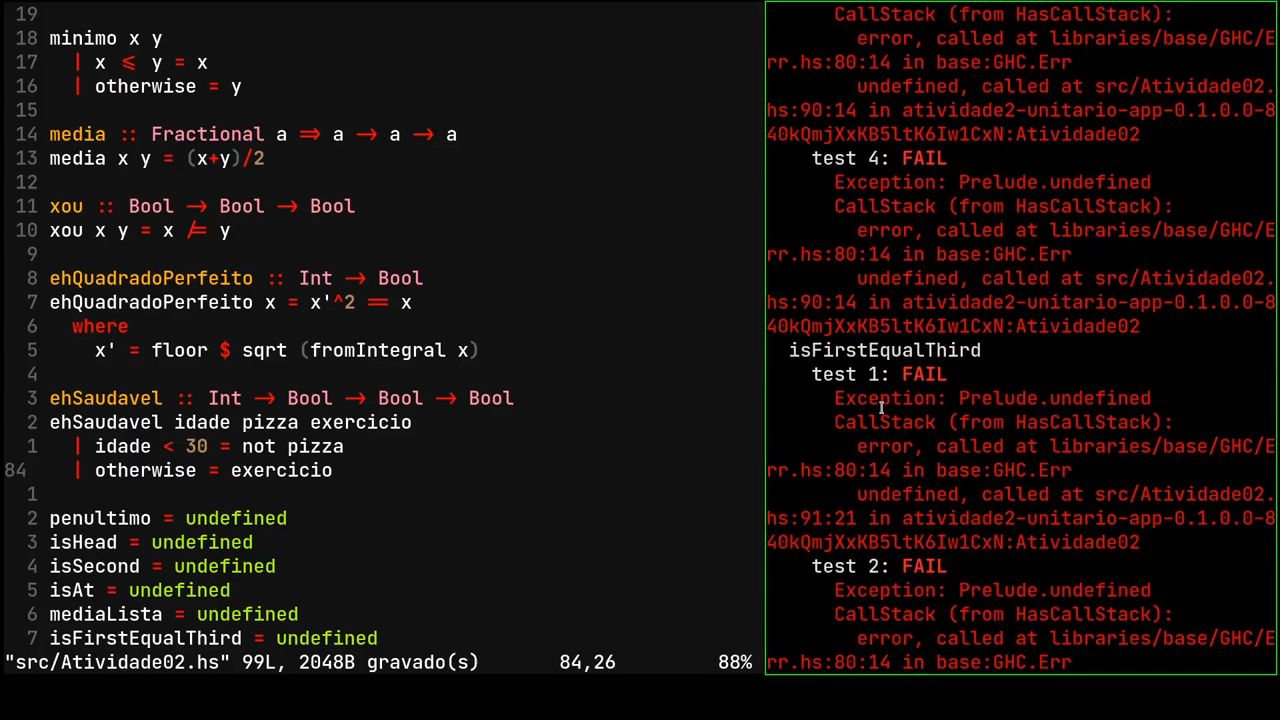 19
18 minimo x y
17   | x <= y = x
16   | otherwise = y
15
14 media :: Fractional a => a -> a -> a
13 media x y = (x+y)/2
12
11 xou :: Bool -> Bool -> Bool
10 xou x y = x /= y
9
8 ehQuadradoPerfeito :: Int -> Bool
7 ehQuadradoPerfeito x = x'^2 == x
6   where
5     x' = floor $ sqrt (fromIntegral x)
4
3 ehSaudavel :: Int -> Bool -> Bool -> Bool
2 ehSaudavel idade pizza exercicio
1   | idade < 30 = not pizza
84   | otherwise = exercicio
1
2 penultimo = undefined
3 isHead = undefined
4 isSecond = undefined
5 isAt = undefined
6 mediaLista = undefined
7 isFirstEqualThird = undefined
"src/Atividade02.hs" 99L, 2048B gravado(s) 84,26 88%
CallStack (from HasCallStack):
error, called at libraries/base/GHC/E
rr.hs:80:14 in base:GHC.Err
undefined, called at src/Atividade02.
hs:90:14 in atividade2-unitario-app-0.1.0.0-8
40kQmjXxKB5ltK6Iw1CxN:Atividade02
test 4: FAIL
Exception: Prelude.undefined
CallStack (from HasCallStack):
error, called at libraries/base/GHC/E
rr.hs:80:14 in base:GHC.Err
undefined, called at src/Atividade02.
hs:90:14 in atividade2-unitario-app-0.1.0.0-8
40kQmjXxKB5ltK6Iw1CxN:Atividade02
isFirstEqualThird
test 1: FAIL
Exception: Prelude.undefined
CallStack (from HasCallStack):
error, called at libraries/base/GHC/E
rr.hs:80:14 in base:GHC.Err
undefined, called at src/Atividade02.
hs:91:21 in atividade2-unitario-app-0.1.0.0-8
40kQmjXxKB5ltK6Iw1CxN:Atividade02
test 2: FAIL
Exception: Prelude.undefined
CallStack (from HasCallStack):
error, called at libraries/base/GHC/E
rr.hs:80:14 in base:GHC.Err